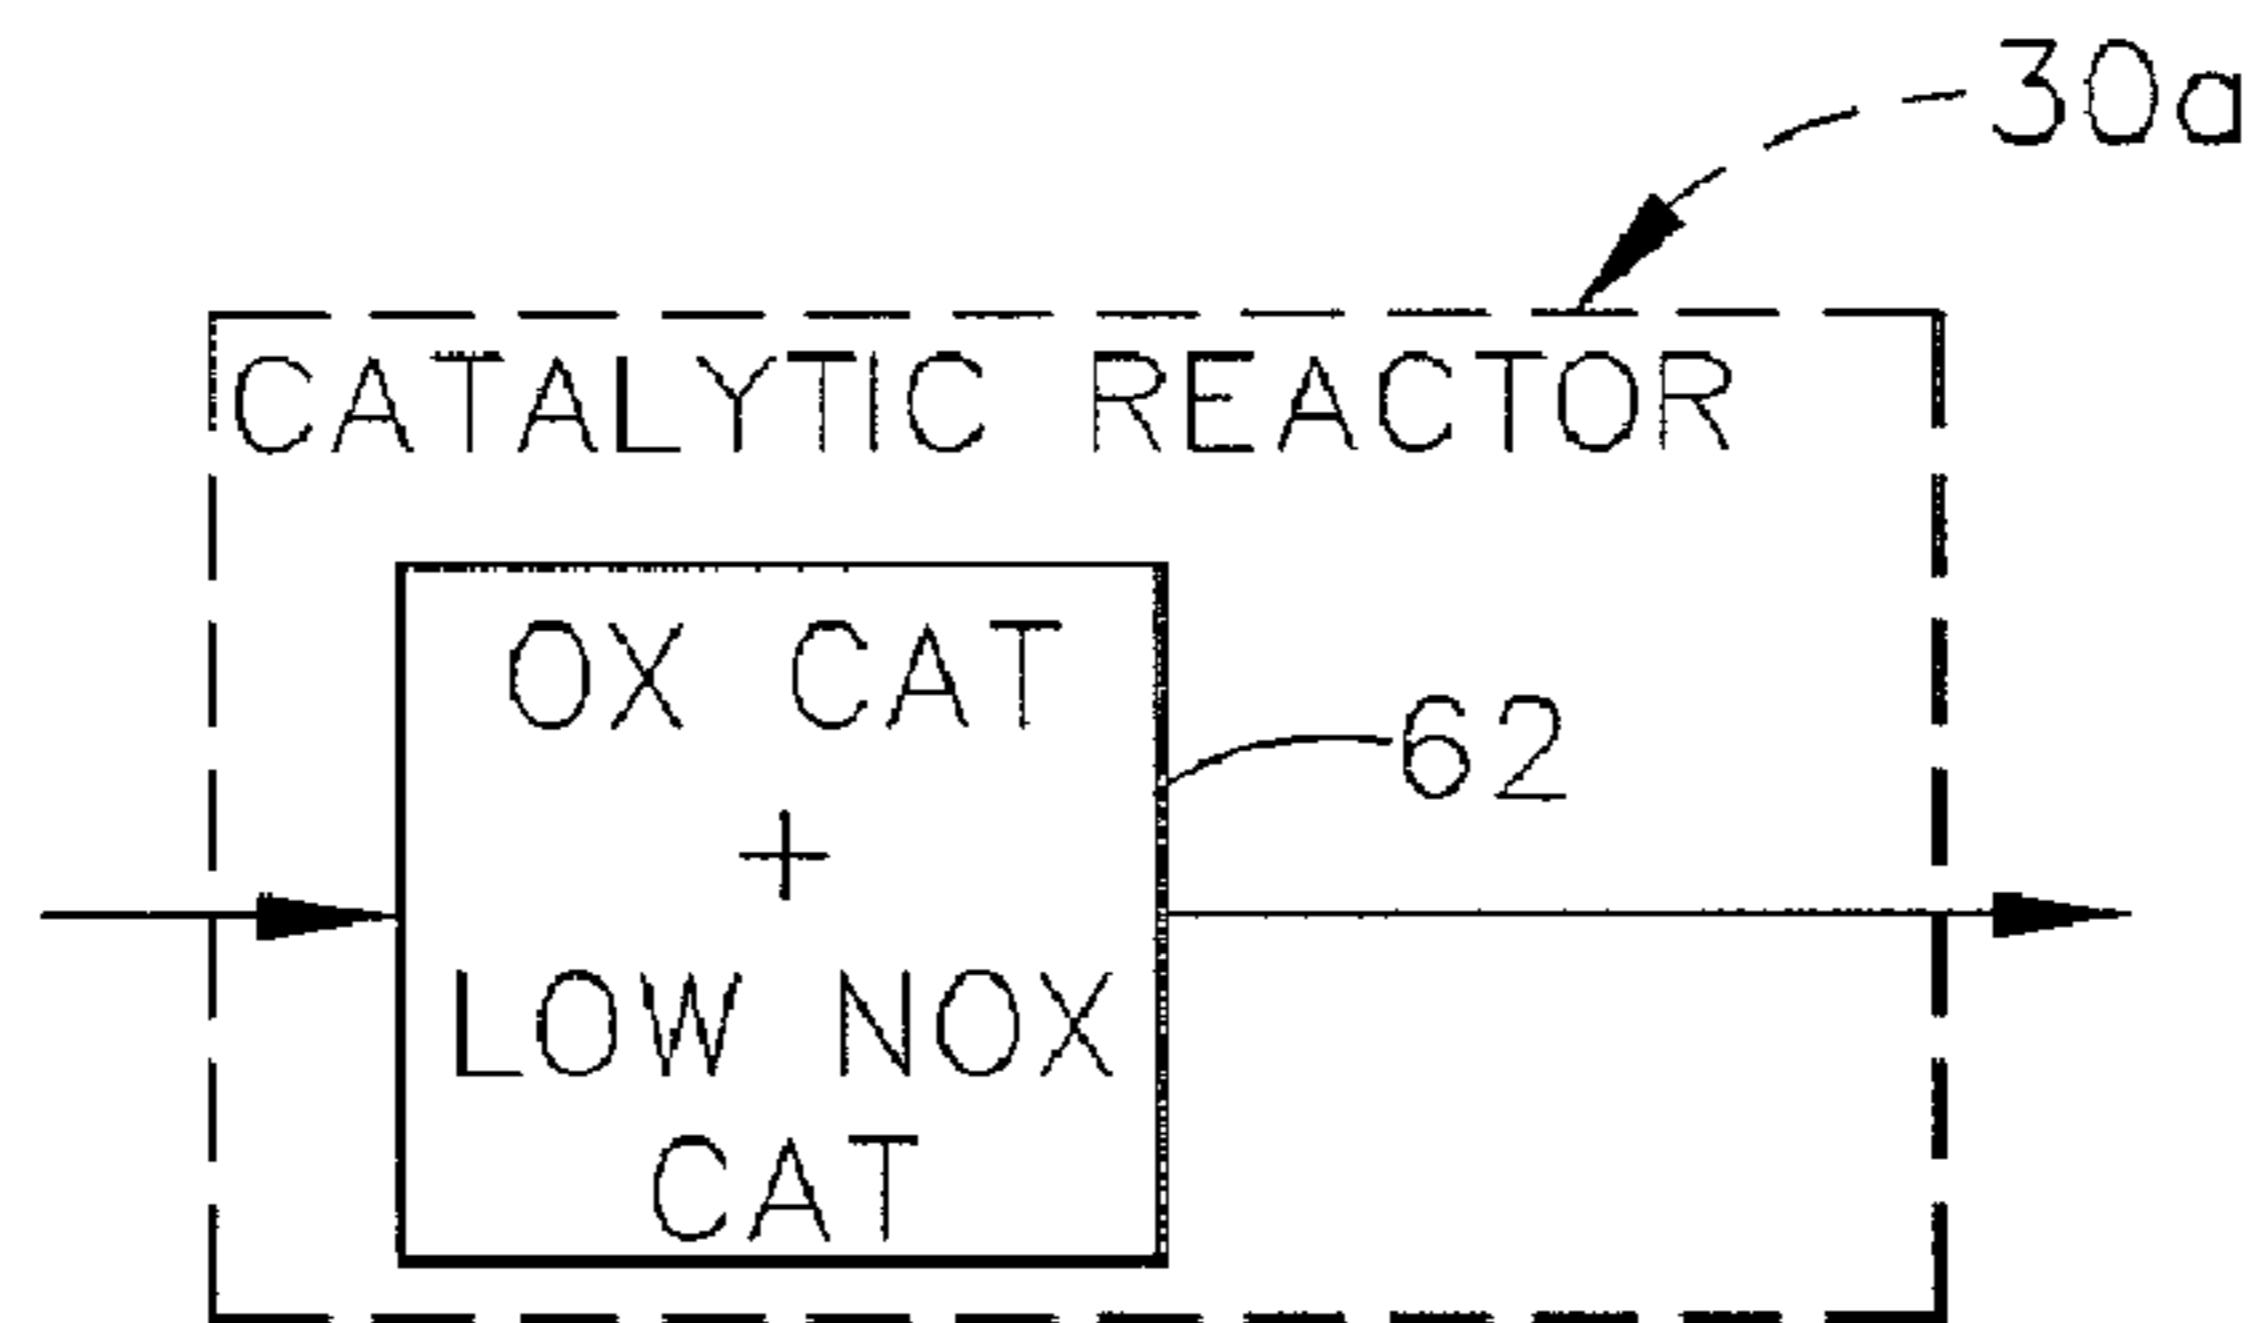 30a
CATALYTIC REACTOR
OX CAT
+
LOW NOX
CAT
62